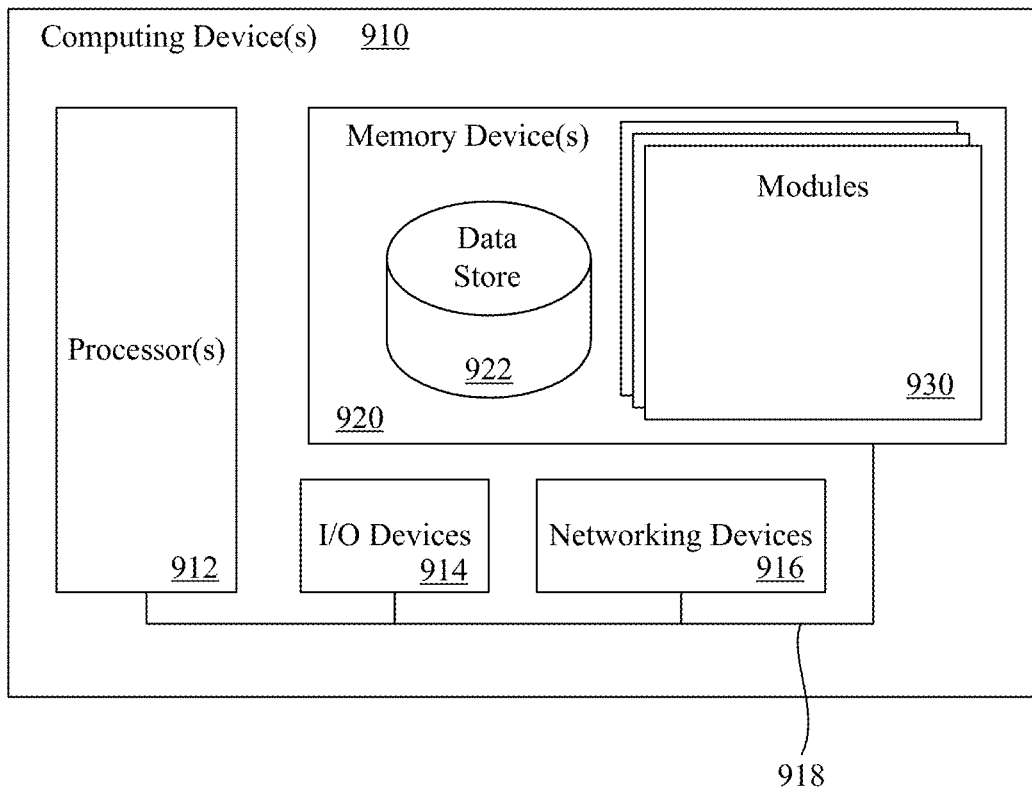 Computing Device(s) 910
Processor(s)
912
Memory Device(s)
920
Data
Store
922
Modules
930
I/O Devices
914
Networking Devices
916
918